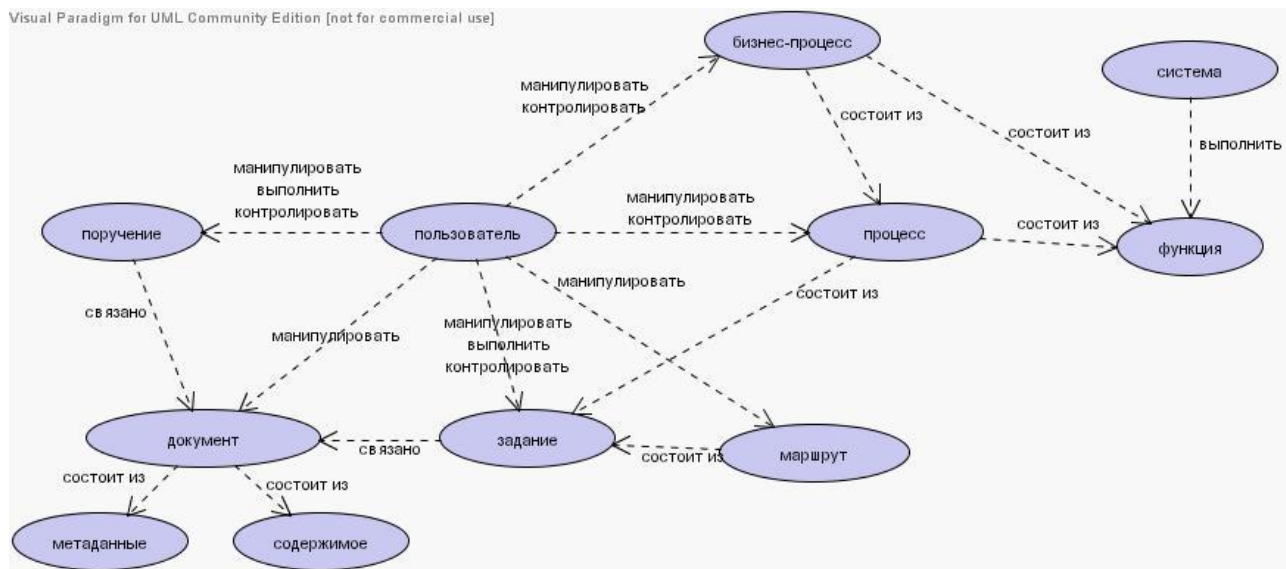 Visual Paradigm for UML Community Edition [not for commercial use]
бизнес-процесс
система
манипулировать
контролировать
состоит из
состоит из
выполнить
манипулировать
выполнить
контролировать
манипулировать
контролировать
поручение
пользователь
процесс
состоит из
функция
манипулировать
состоит из
связано
манипулировать
манипулировать
выполнить
контролировать
документ
связано
задание
состоит из
маршрут
состоит из
состоит из
метаданные
содержимое